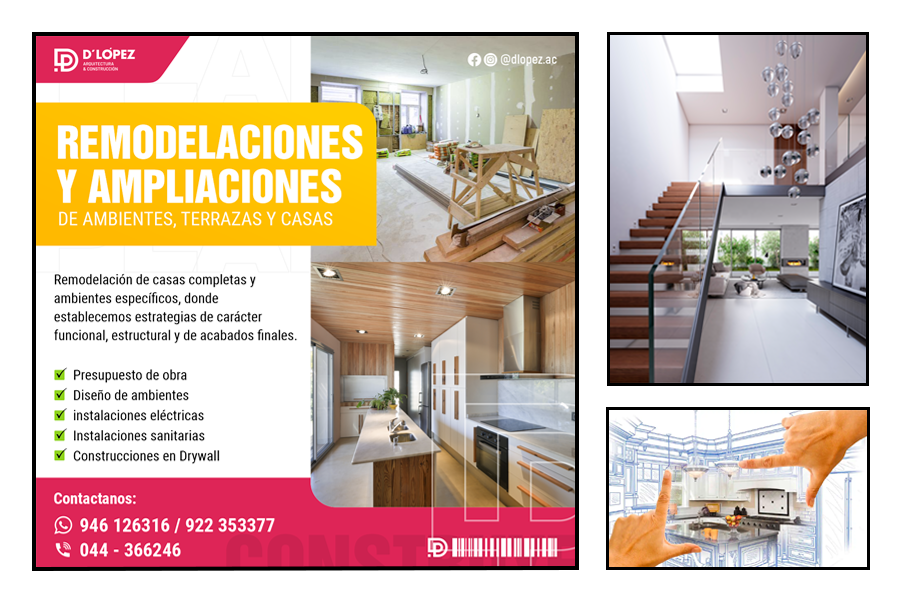 D'LÓPEZ
ARQUITECTURA
& CONSTRUCCIÓN
@dlopez.ac
REMODELACIONES
Y AMPLIACIONES
DE AMBIENTES, TERRAZAS Y CASAS
Remodelación de casas completas y
ambientes específicos, donde
establecemos estrategias de carácter
funcional, estructural y de acabados finales.
Presupuesto de obra
Diseño de ambientes
instalaciones eléctricas
Instalaciones sanitarias
Construcciones en Drywall
Contactanos:
946 126316 / 922 353377
044 - 366246